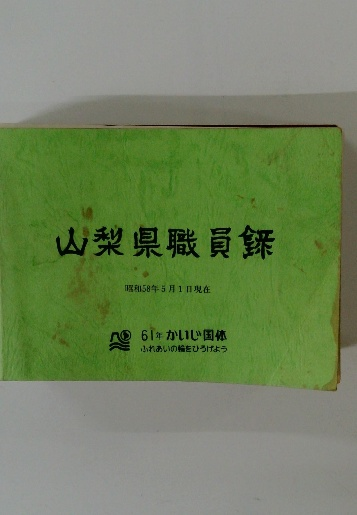 山梨県職員録
昭和58年5月1日現在
61年 かいじ国体
ふれあいの輪をひろげよう